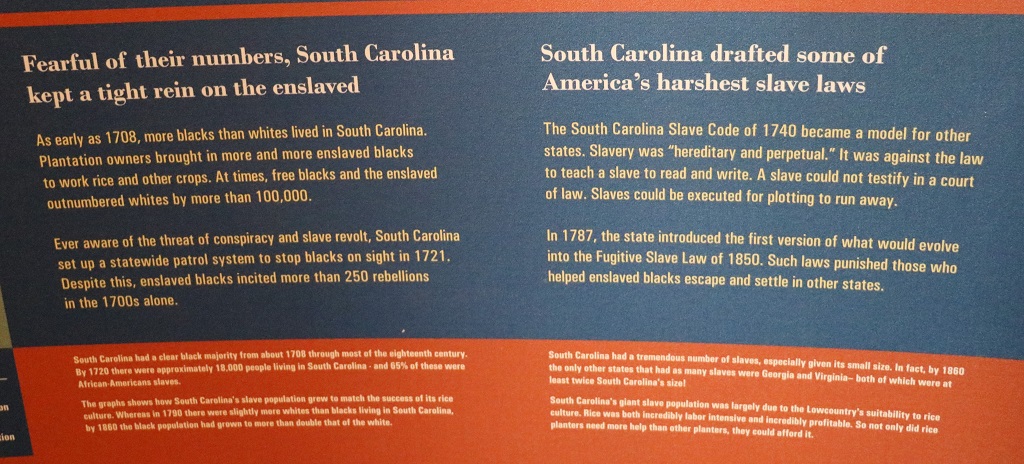 Fearful of their numbers, South Carolina
kept a tight rein on the enslaved
As early as 1708, more blacks than whites lived in South Carolina.
Plantation owners brought in more and more enslaved blacks
to work rice and other crops. At times, free blacks and the enslaved
outnumbered whites by more than 100,000.
Ever aware of the threat of conspiracy and slave revolt, South Carolina
set up a statewide patrol system to stop blacks on sight in 1721.
Despite this, enslaved blacks incited more than 250 rebellions
in the 1700s alone.
South Carolina had a clear black majority from about 1708 through most of the eighteenth century.
By 1720 there were approximately 18,000 people living in South Carolina - and 65% of these were
African-Americans slaves.
The graphs shows how South Carolina's slave population grew to match the success of its rice
culture. Whereas in 1790 there were slightly more whites than blacks living in South Carolina,
by 1860 the black population had grown to more than double that of the white.
South Carolina drafted some of
America's harshest slave laws
The South Carolina Slave Code of 1740 became a model for other
states. Slavery was "hereditary and perpetual." It was against the law
to teach a slave to read and write. A slave could not testify in a court
of law. Slaves could be executed for plotting to run away.
In 1787, the state introduced the first version of what would evolve
into the Fugitive Slave Law of 1850. Such laws punished those who
helped enslaved blacks escape and settle in other states.
South Carolina had a tremendous number of slaves, especially given its small size. In fact, by 1860
the only other states that had as many slaves were Georgia and Virginia– both of which were at
least twice South Carolina's size!
South Carolina's giant slave population was largely due to the Lowcountry's suitability to rice
culture. Rice was both incredibly labor intensive and incredibly profitable. So not only did rice
planters need more help than other planters, they could afford it.